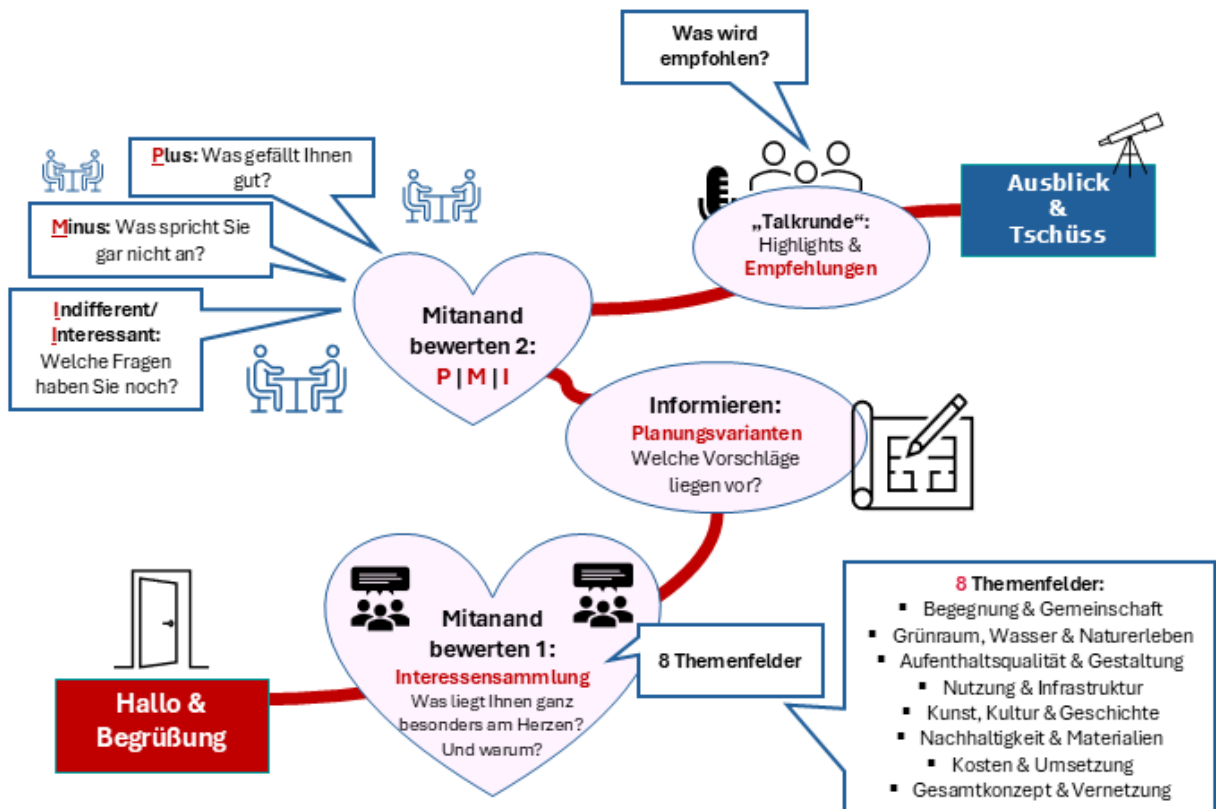 Was wird
empfohlen?
Plus: Was gefällt Ihnen
gut?
Minus: Was spricht Sie
gar nicht an?
Indifferent/
Interessant:
Welche Fragen
haben Sie noch?
Mitanand
bewerten 2:
P | M | I
„Talkrunde“:
Highlights &
Empfehlungen
Ausblick
&
Tschüss
Informieren:
Planungsvarianten
Welche Vorschläge
liegen vor?
Hallo &
Begrüßung
Mitanand
bewerten 1:
Interessensammlung
Was liegt Ihnen ganz
besonders am Herzen?
Und warum?
8 Themenfelder
8 Themenfelder:
▪ Begegnung & Gemeinschaft
▪ Grünraum, Wasser & Naturerleben
▪ Aufenthaltsqualität & Gestaltung
▪ Nutzung & Infrastruktur
▪ Kunst, Kultur & Geschichte
▪ Nachhaltigkeit & Materialien
▪ Kosten & Umsetzung
▪ Gesamtkonzept & Vernetzung